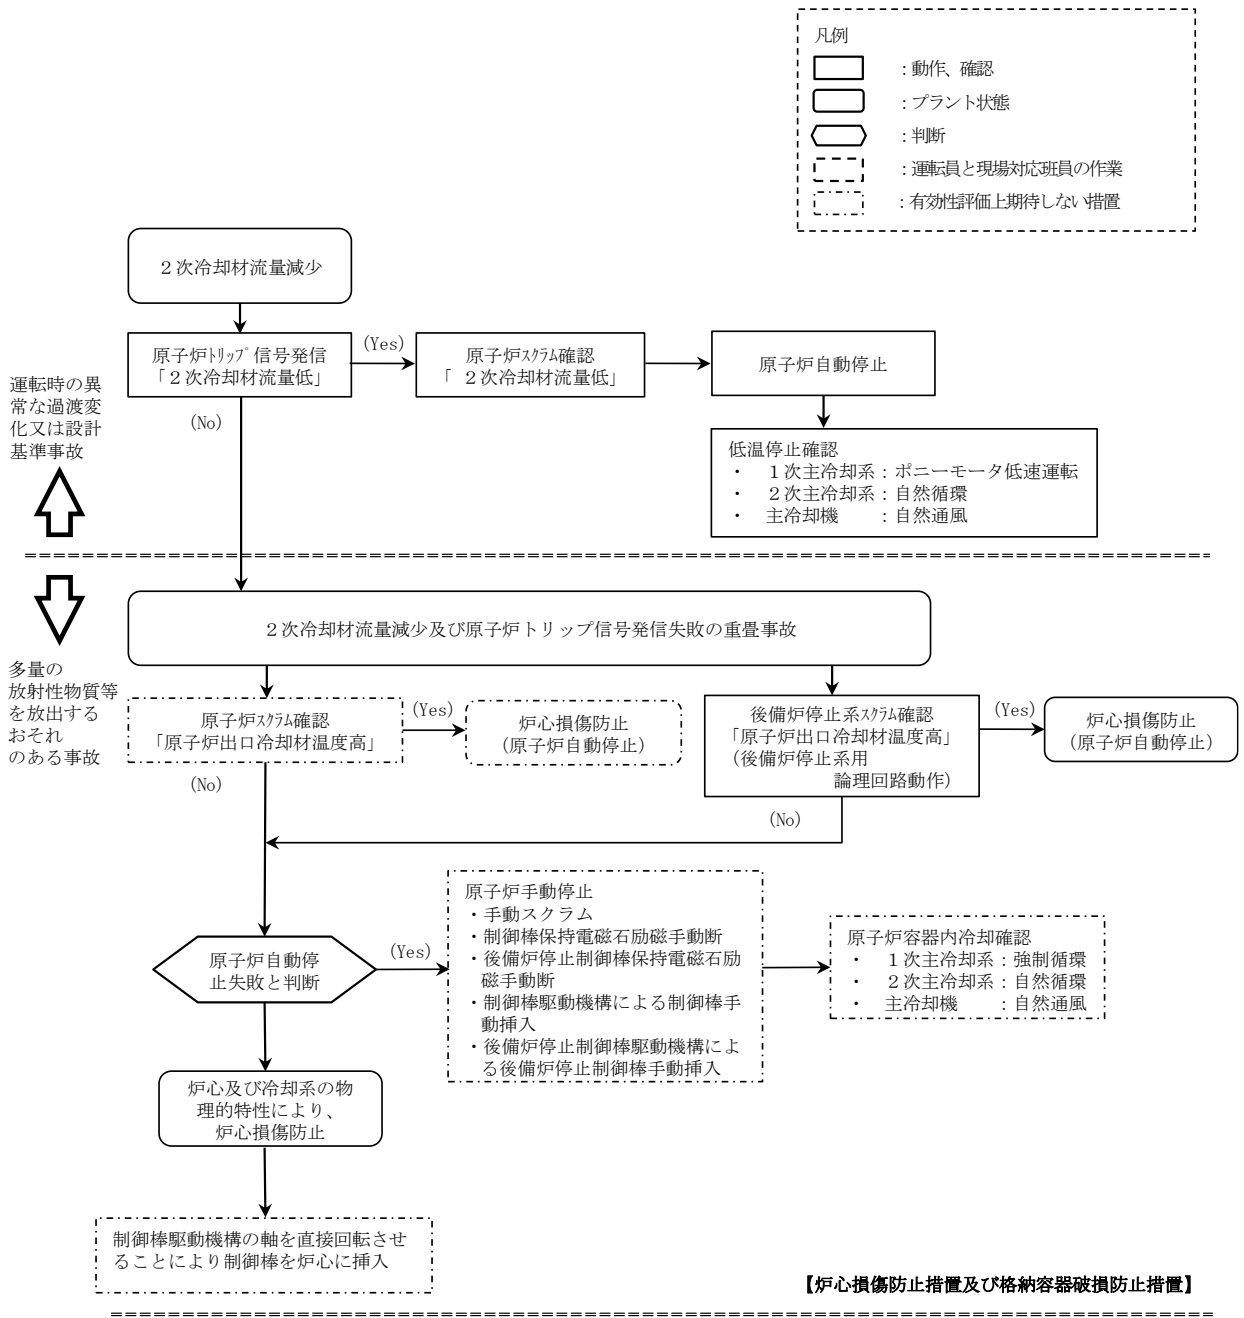 凡例
：動作、確認
：プラント状態
：判断
：運転員と現場対応班員の作業
：有効性評価上期待しない措置
２次冷却材流量減少
原子炉ﾄﾘｯﾌﾟ信号発信
「２次冷却材流量低」
(Yes)
原子炉ｽｸﾗﾑ確認
「 ２次冷却材流量低」
原子炉自動停止
(No)
低温停止確認
・ １次主冷却系：ポニーモータ低速運転
・ ２次主冷却系：自然循環
・ 主冷却機 ：自然通風
運転時の異
常な過渡変
化又は設計
基準事故
２次冷却材流量減少及び原子炉トリップ信号発信失敗の重畳事故
多量の
放射性物質等
を放出する
おそれ
のある事故
原子炉ｽｸﾗﾑ確認
「原子炉出口冷却材温度高」
(Yes)
炉心損傷防止
（原子炉自動停止）
後備炉停止系ｽｸﾗﾑ確認
「原子炉出口冷却材温度高」
（後備炉停止系用
論理回路動作）
(Yes)
炉心損傷防止
（原子炉自動停止）
(No)
(No)
原子炉自動停
止失敗と判断
(Yes)
原子炉手動停止
・手動スクラム
・制御棒保持電磁石励磁手動断
・後備炉停止制御棒保持電磁石励
磁手動断
・制御棒駆動機構による制御棒手
動挿入
・後備炉停止制御棒駆動機構によ
る後備炉停止制御棒手動挿入
原子炉容器内冷却確認
・ １次主冷却系：強制循環
・ ２次主冷却系：自然循環
・ 主冷却機 ：自然通風
炉心及び冷却系の物
理的特性により、
炉心損傷防止
制御棒駆動機構の軸を直接回転させ
ることにより制御棒を炉心に挿入
【炉心損傷防止措置及び格納容器破損防止措置】